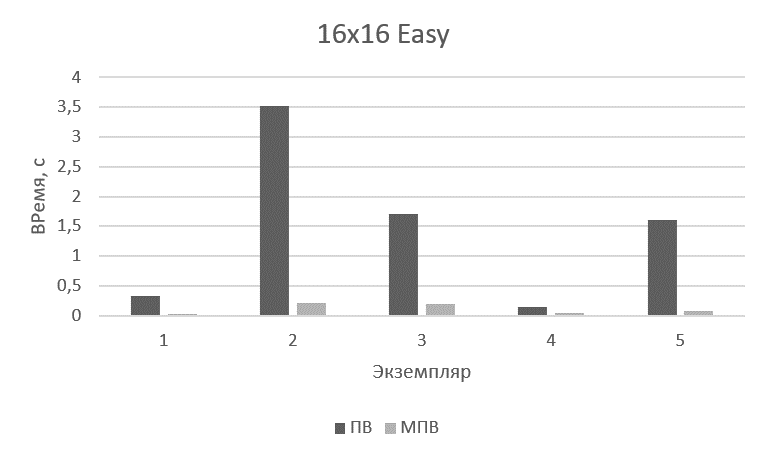 16x16 Easy
4
3,5
3
2,5
2
1,5
1
0,5
0
ВРемя, с
1 2 3 4 5
Экземпляр
ПВ МПВ